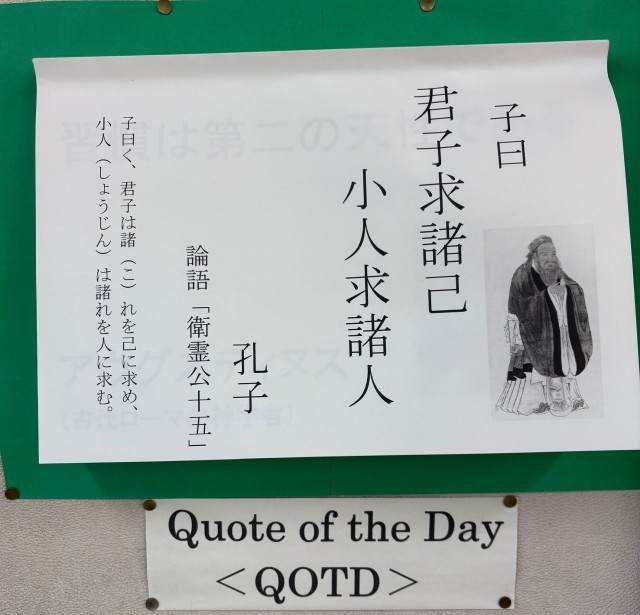 子曰
君子求諸己
小人求諸人
孔子
論語「衛霊公十五」
子曰く、君子は諸(こ)れを己に求め、
小人(しょうじん)は諸れを人に求む。
Quote of the Day
<QOTD>